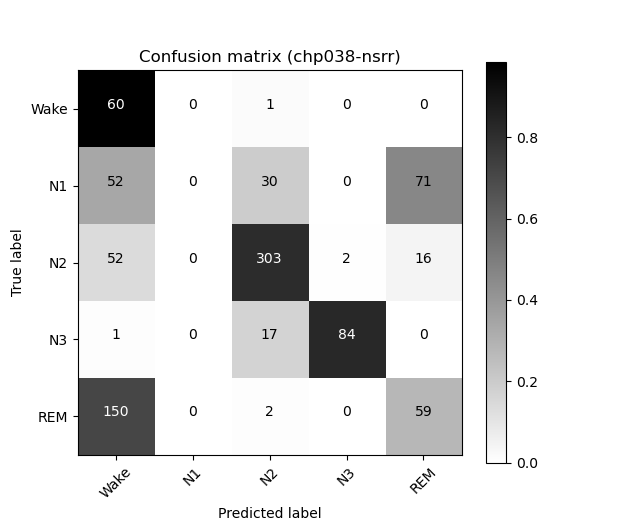 Confusion matrix (chp038-nsrr)
True label
Wake 60 0 1 0 0
N1 52 0 30 0 71
N2 52 0 303 2 16
N3 1 0 17 84 0
REM 150 0 2 0 59
Wake N1 N2 N3 REM
Predicted label
0.8
0.6
0.4
0.2
0.0